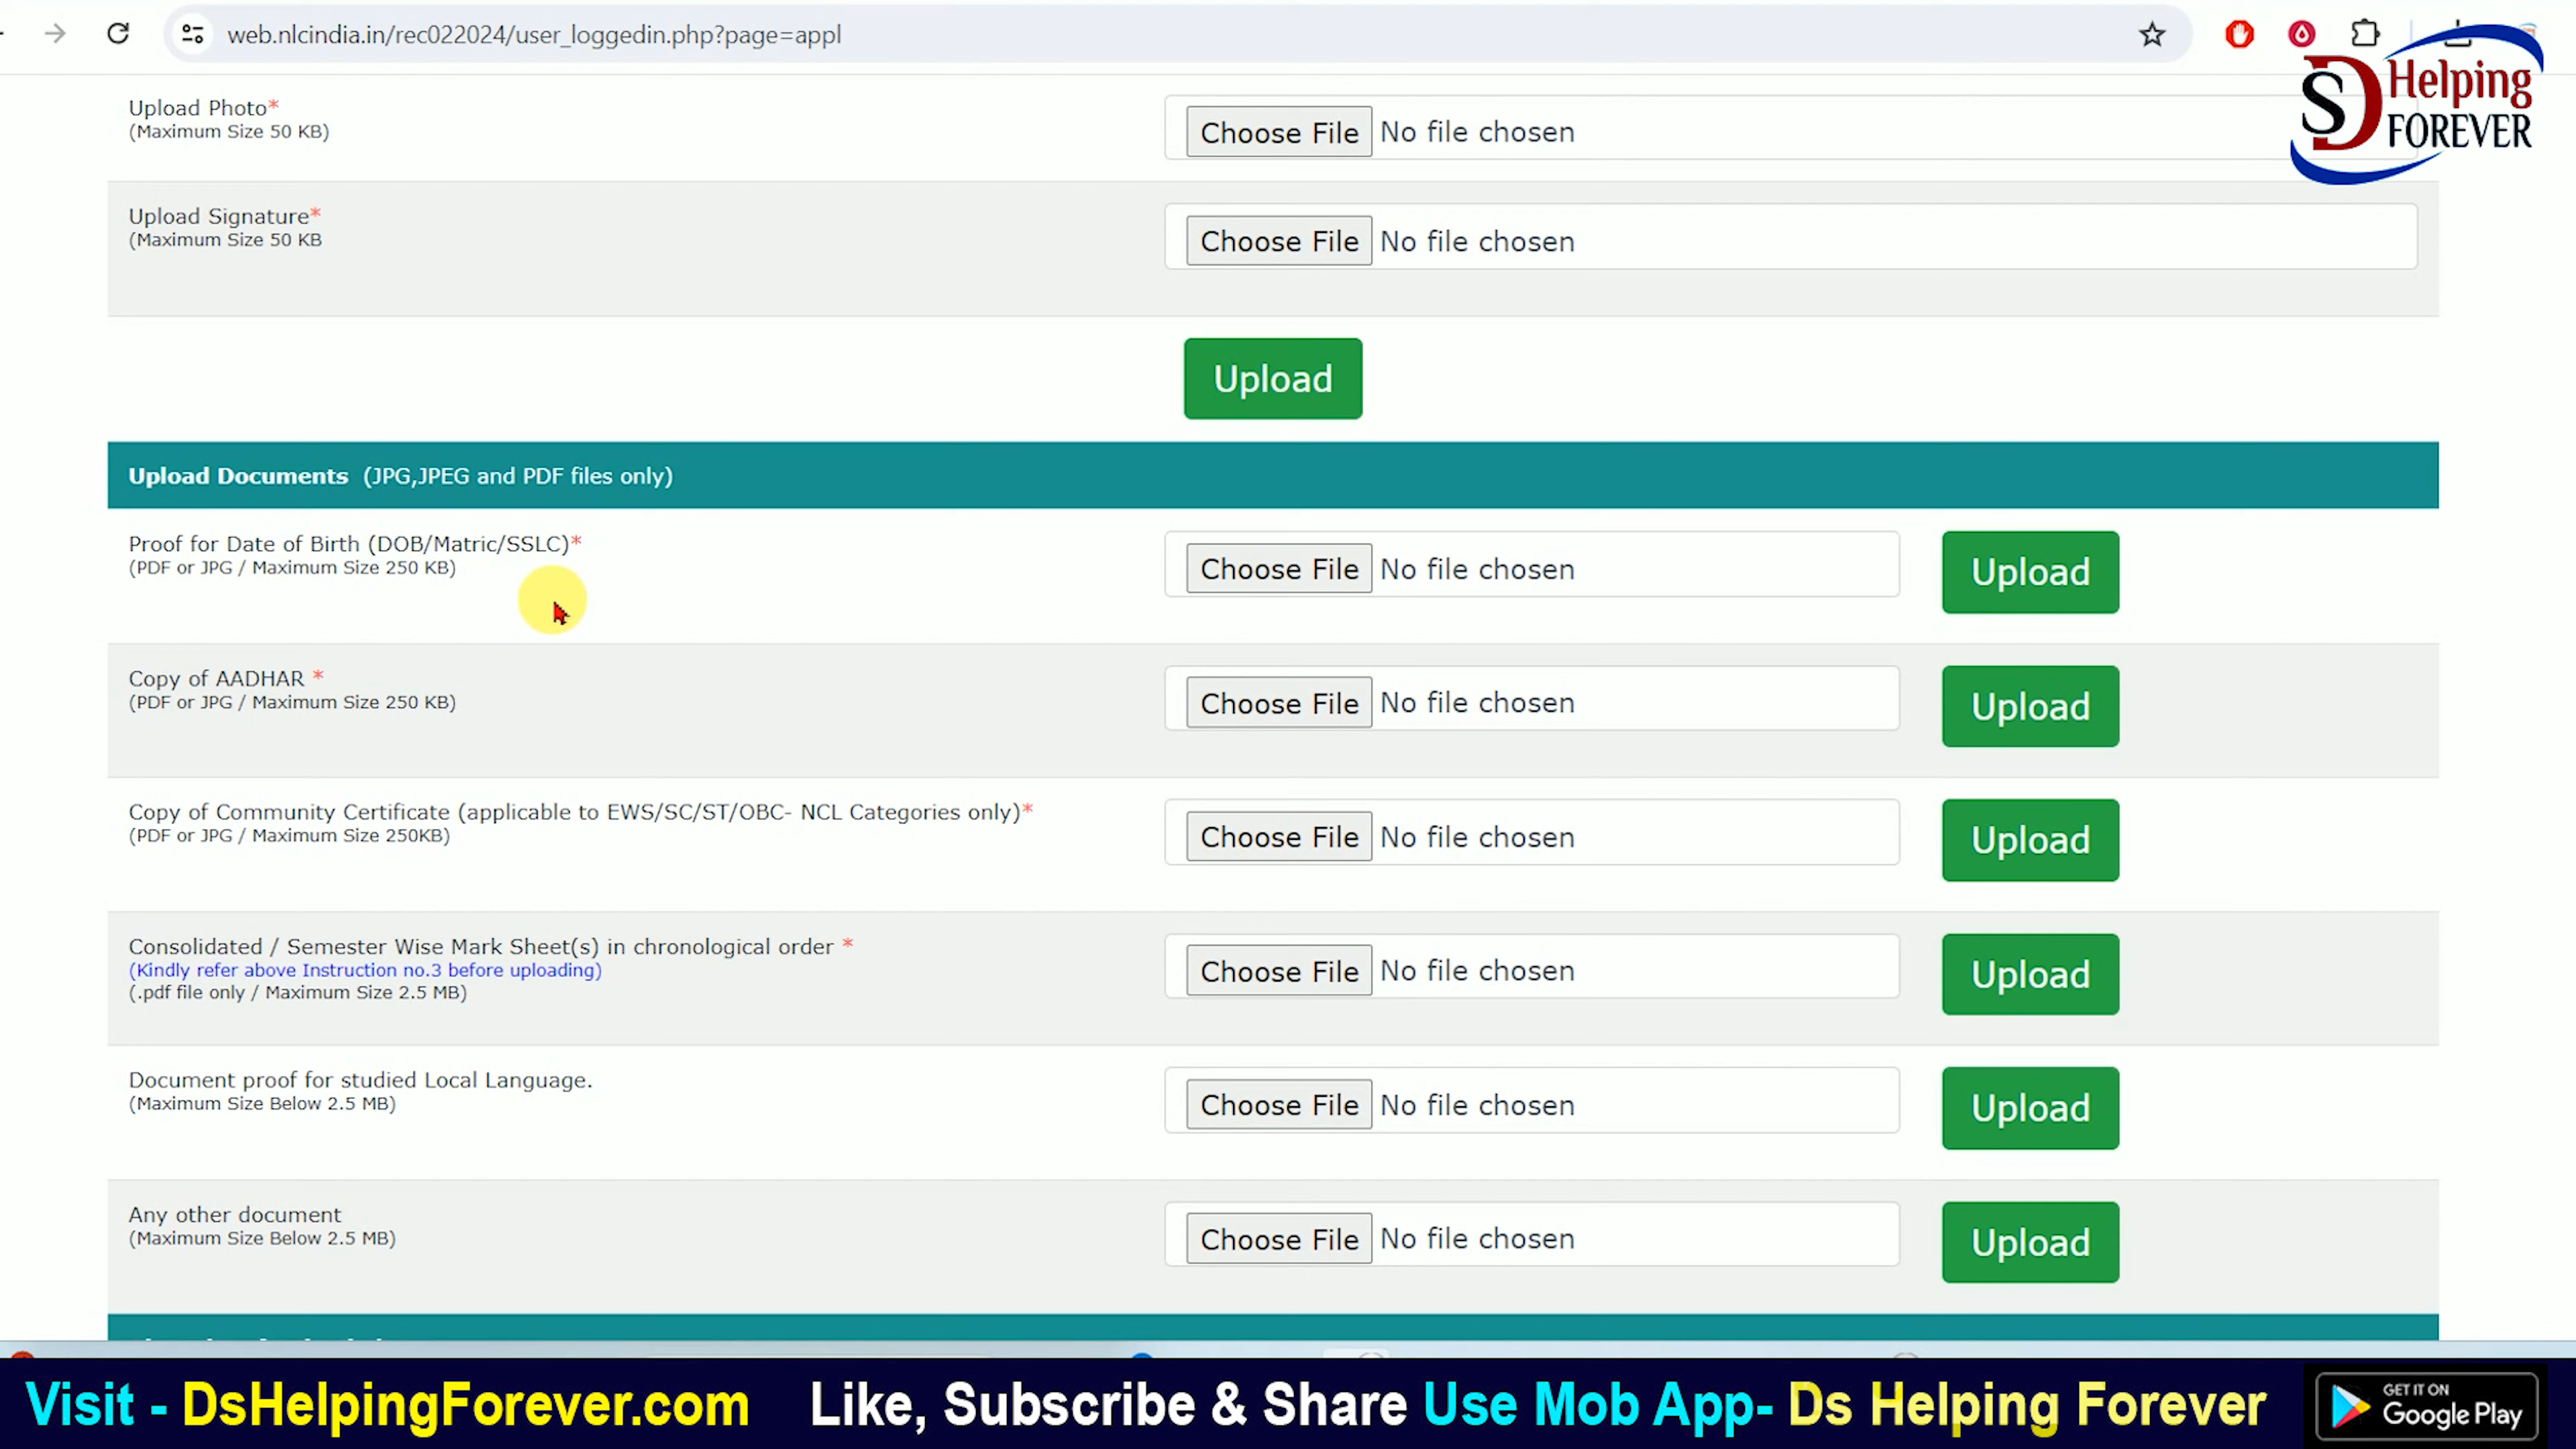 web.nlcindia.in/rec022024/user_loggedin.php?page=appl
DS Helping
FOREVER
Upload Photo*
(Maximum Size 50 KB)
Choose File No file chosen
Upload Signature*
(Maximum Size 50 KB
Choose File No file chosen
Upload
Upload Documents (JPG,JPEG and PDF files only)
Proof for Date of Birth (DOB/Matric/SSLC)*
(PDF or JPG / Maximum Size 250 KB)
Choose File No file chosen Upload
Copy of AADHAR *
(PDF or JPG / Maximum Size 250 KB)
Choose File No file chosen Upload
Copy of Community Certificate (applicable to EWS/SC/ST/OBC- NCL Categories only)*
(PDF or JPG / Maximum Size 250KB)
Choose File No file chosen Upload
Consolidated / Semester Wise Mark Sheet(s) in chronological order *
(Kindly refer above Instruction no.3 before uploading)
(.pdf file only / Maximum Size 2.5 MB)
Choose File No file chosen Upload
Document proof for studied Local Language.
(Maximum Size Below 2.5 MB)
Choose File No file chosen Upload
Any other document
(Maximum Size Below 2.5 MB)
Choose File No file chosen Upload
Visit - DsHelpingForever.com Like, Subscribe & Share Use Mob App- Ds Helping Forever
GET IT ON
Google Play